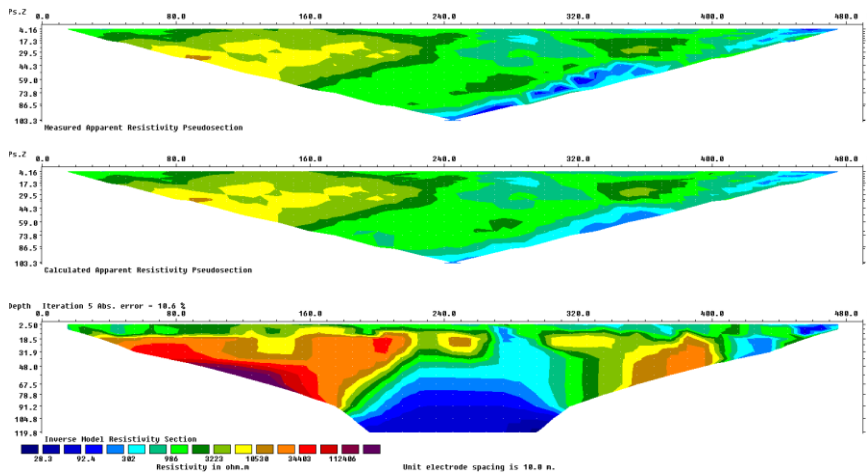 Ps.Z 0.0 80.0 160.0 240.0 320.0 400.0 480.0
4.16
17.3
29.5
44.3
59.0
73.8
86.5
103.3
Measured Apparent Resistivity Pseudosection
Ps.Z 0.0 80.0 160.0 240.0 320.0 400.0 480.0
4.16
17.3
29.5
44.3
59.0
73.8
86.5
103.3
Calculated Apparent Resistivity Pseudosection
Depth Iteration 5 Abs. error = 10.6 %
0.0 80.0 160.0 240.0 320.0 400.0 480.0
2.50
18.5
31.9
48.0
67.5
78.8
91.2
104.8
119.8
Inverse Model Resistivity Section
28.3 92.4 302 986 3223 10530 34403 112406
Resistivity in ohm.m Unit electrode spacing is 10.0 m.